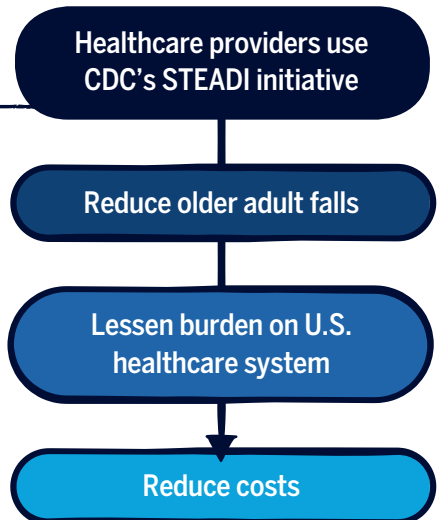 Healthcare providers use
CDC's STEADI initiative
Reduce older adult falls
Lessen burden on U.S.
healthcare system
Reduce costs